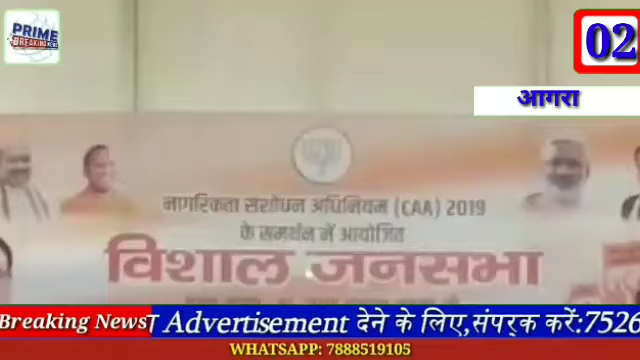 PRIME
BREAKING NEWS
02
आगरा
नागरिकता संशोधन अधिनियम (CAA) 2019
के समर्थन में आयोजित
विशाल जनसभा
Breaking News
Advertisement देने के लिए,संपर्क करें:7526
WHATSAPP: 7888519105